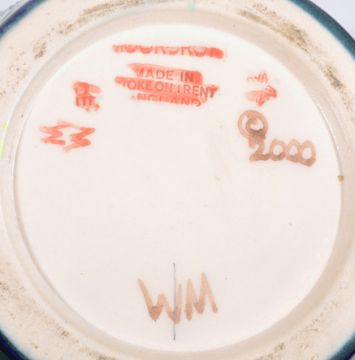 MADE IN
STOKE ON TRENT
ENGLAND
© 2000
WM